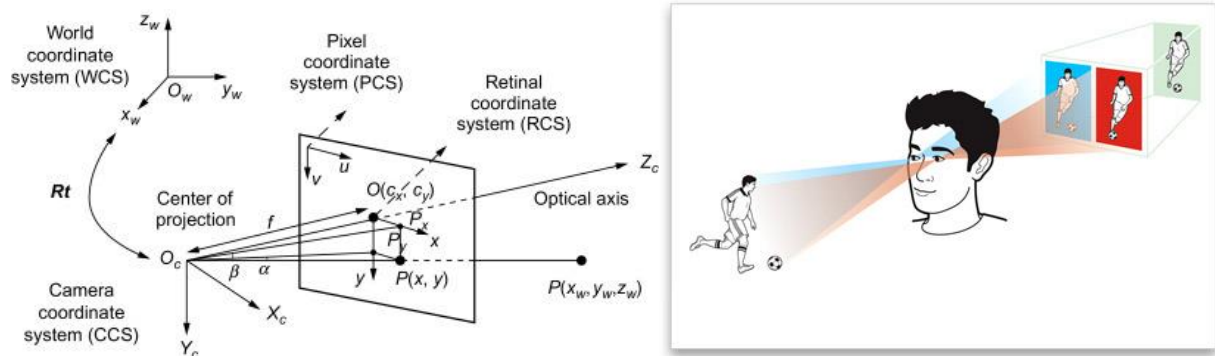 World
coordinate
system (WCS)
z_w
O_w
y_w
x_w
Pixel
coordinate
system (PCS)
Retinal
coordinate
system (RCS)
u
v
Z_c
O(c_x, c_y)
Optical axis
Rt
Center of
projection
f
P_x
x
P_y
O_c
β
α
y
P(x, y)
P(x_w, y_w, z_w)
Camera
coordinate
system (CCS)
X_c
Y_c